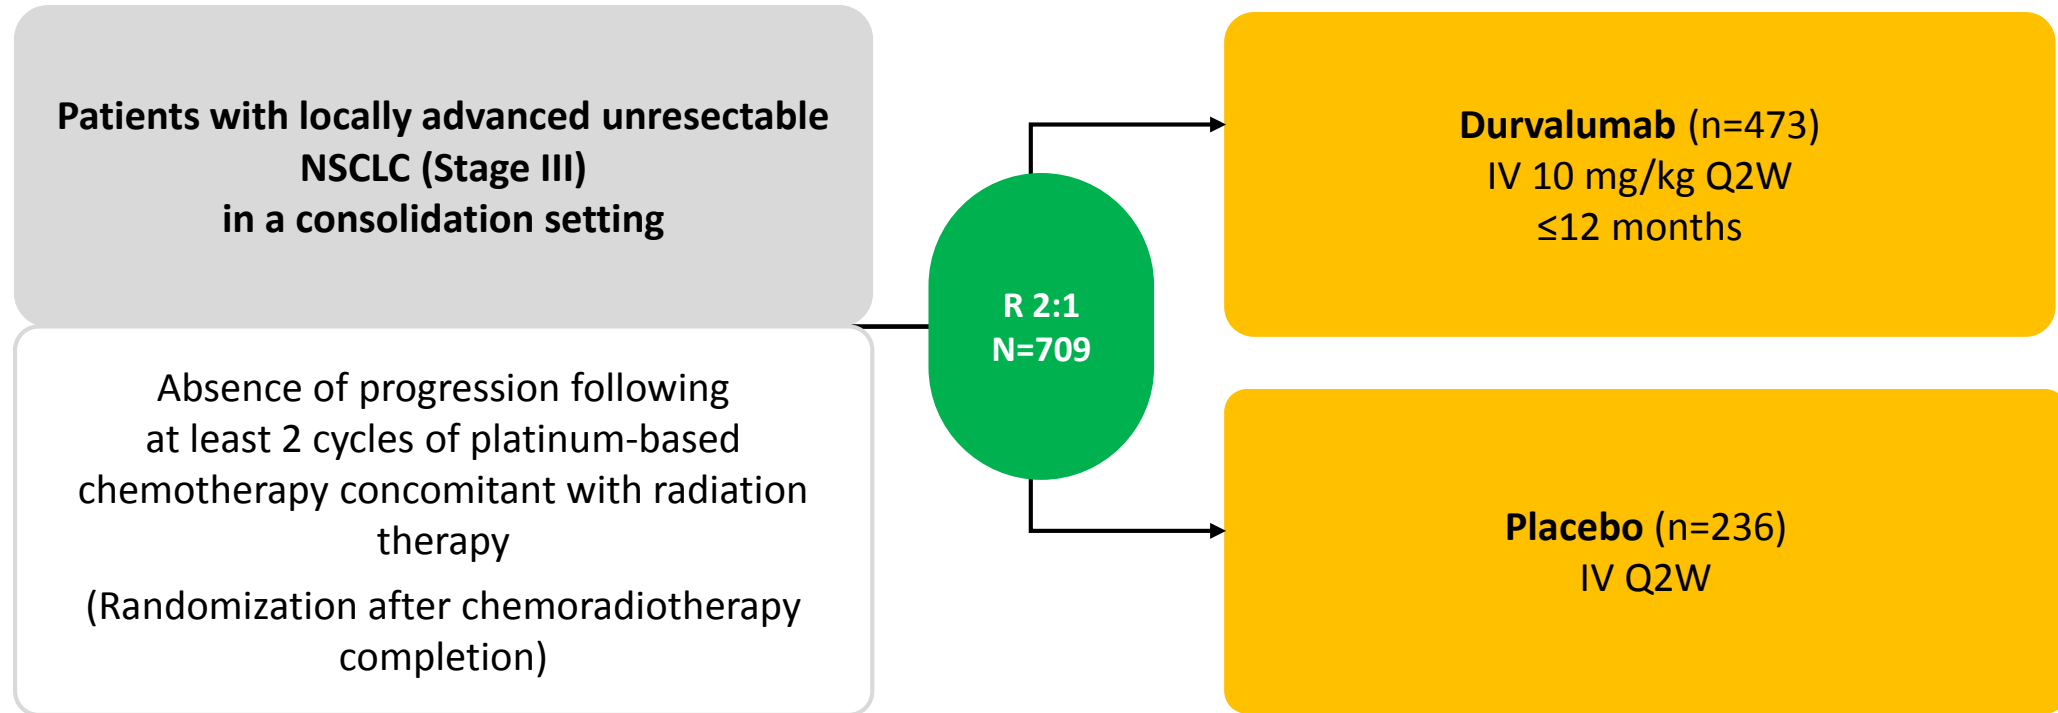 Patients with locally advanced unresectable
NSCLC (Stage III)
in a consolidation setting
Absence of progression following
at least 2 cycles of platinum-based
chemotherapy concomitant with radiation
therapy
(Randomization after chemoradiotherapy
completion)
R 2:1
N=709
Durvalumab (n=473)
IV 10 mg/kg Q2W
≤12 months
Placebo (n=236)
IV Q2W